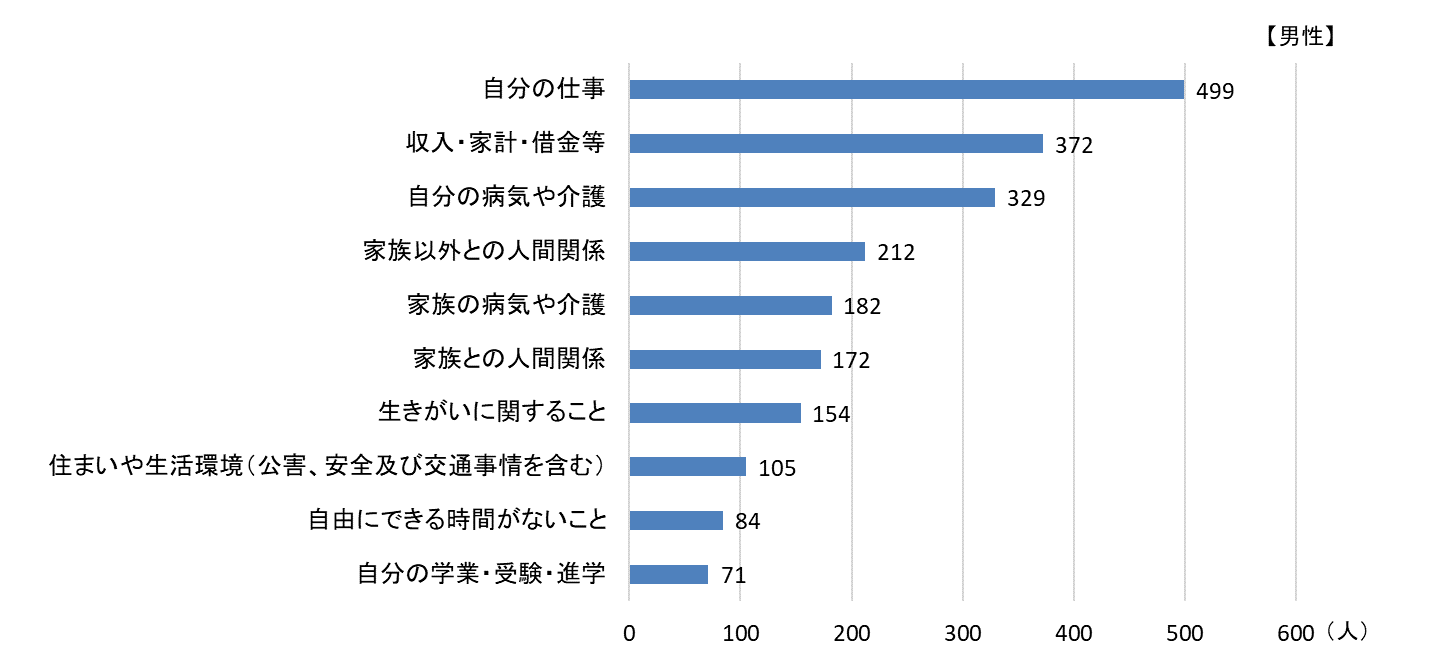 【男性】
自分の仕事 499
収入・家計・借金等 372
自分の病気や介護 329
家族以外との人間関係 212
家族の病気や介護 182
家族との人間関係 172
生きがいに関すること 154
住まいや生活環境（公害、安全及び交通事情を含む） 105
自由にできる時間がないこと 84
自分の学業・受験・進学 71
0 100 200 300 400 500 600 （人）